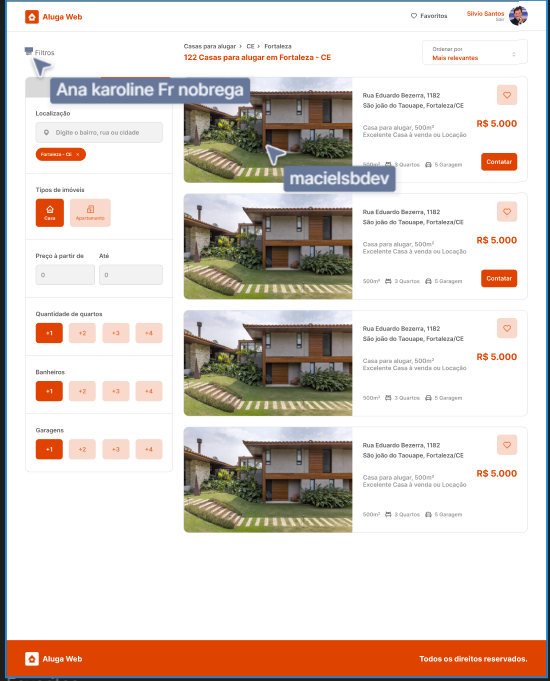 Aluga Web
Favoritos
Silvio Santos
Sair
Filtros
Casas para alugar > CE > Fortaleza
122 Casas para alugar em Fortaleza - CE
Ordenar por
Mais relevantes
Ana karoline Fr nobrega
macielsbdev
Localização
Digite o bairro, rua ou cidade
Fortaleza - CE ×
Tipos de imóveis
Casa
Apartamento
Preço à partir de
Até
0
0
Quantidade de quartos
+1
+2
+3
+4
Banheiros
+1
+2
+3
+4
Garagens
+1
+2
+3
+4
Rua Eduardo Bezerra, 1182
São joão do Taouape, Fortaleza/CE
Casa para alugar, 500m²
Excelente Casa à venda ou Locação
R$ 5.000
500m² 3 Quartos 5 Garagem
Contatar
Rua Eduardo Bezerra, 1182
São joão do Taouape, Fortaleza/CE
Casa para alugar, 500m²
Excelente Casa à venda ou Locação
R$ 5.000
500m² 3 Quartos 5 Garagem
Contatar
Rua Eduardo Bezerra, 1182
São joão do Taouape, Fortaleza/CE
Casa para alugar, 500m²
Excelente Casa à venda ou Locação
R$ 5.000
500m² 3 Quartos 5 Garagem
Rua Eduardo Bezerra, 1182
São joão do Taouape, Fortaleza/CE
Casa para alugar, 500m²
Excelente Casa à venda ou Locação
R$ 5.000
500m² 3 Quartos 5 Garagem
Aluga Web
Todos os direitos reservados.